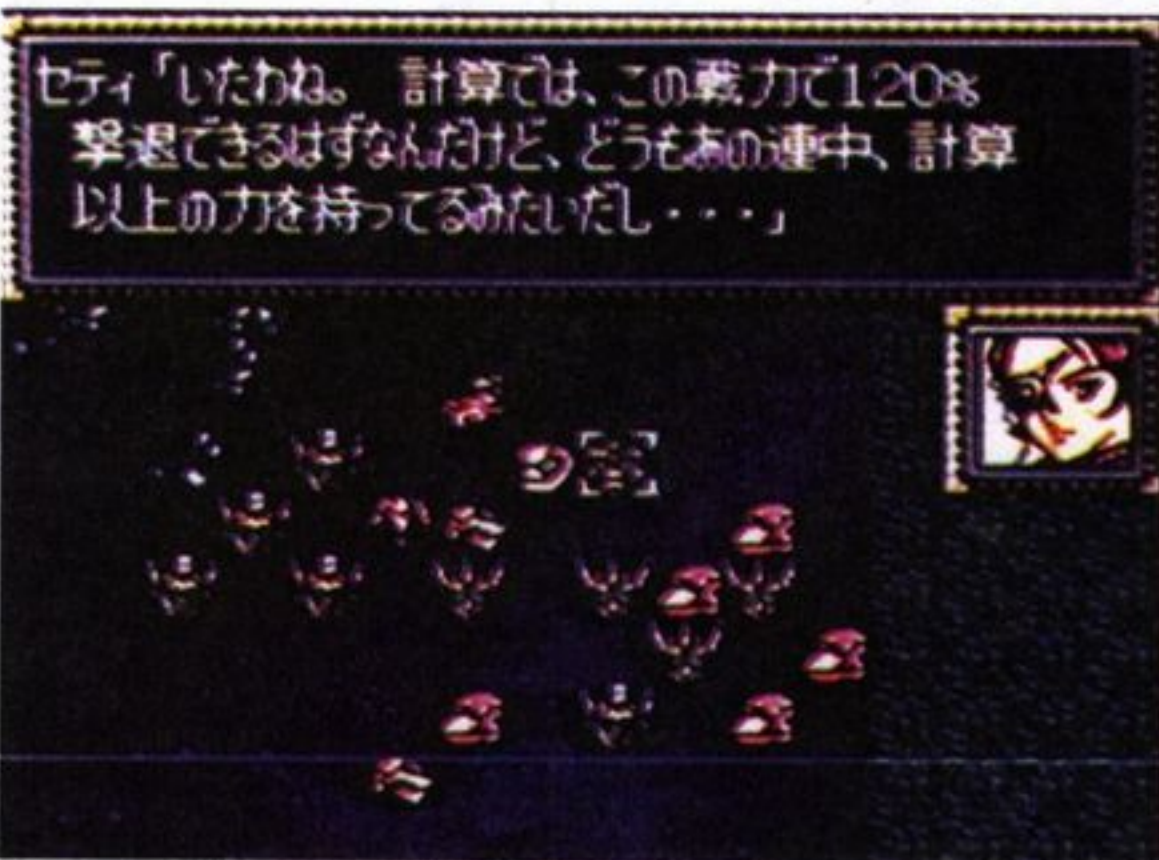 セティ「いたわね。 計算では、この戦力で120%
撃退できるはずなんだけど、どうもあの連中、計算
以上の力を持ってるみたいだし・・・」